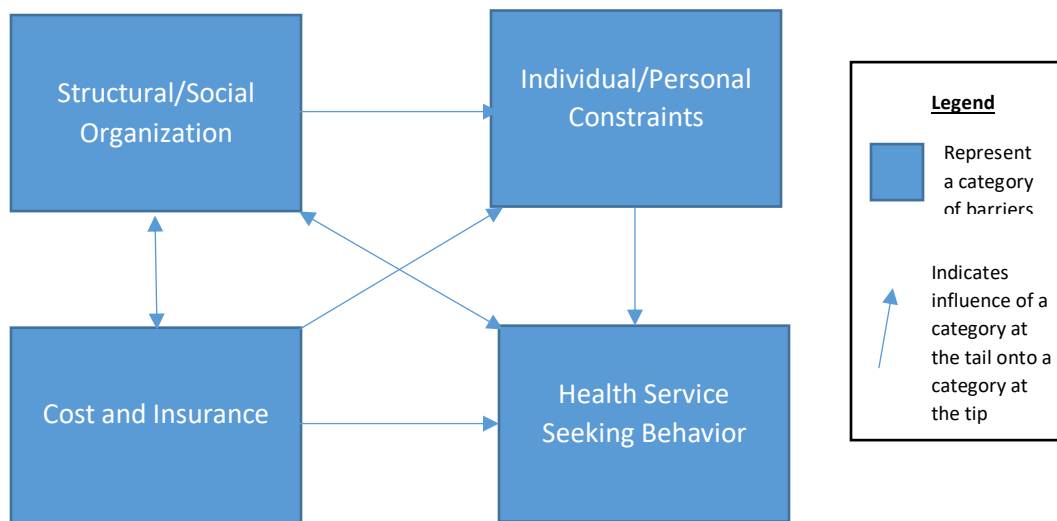 Structural/Social
Organization
Individual/Personal
Constraints
Cost and Insurance
Health Service
Seeking Behavior
Legend
Represent
a category
of barriers
Indicates
influence of a
category at
the tail onto a
category at
the tip